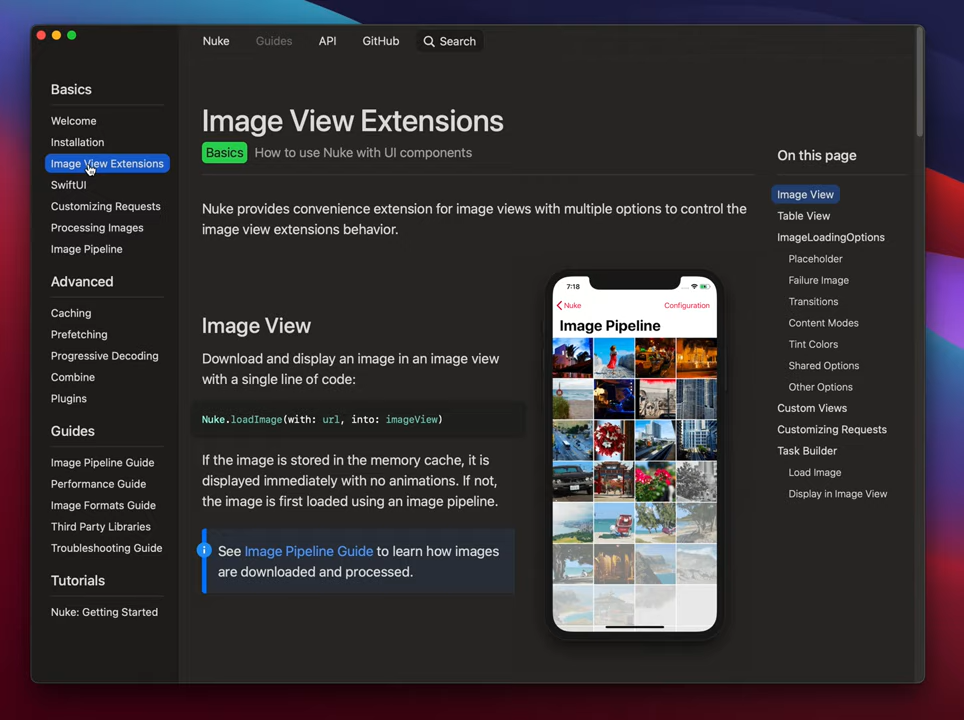 Nuke
Guides
API
GitHub
Search
Basics
Welcome
Installation
Image View Extensions
SwiftUI
Customizing Requests
Processing Images
Image Pipeline
Advanced
Caching
Prefetching
Progressive Decoding
Combine
Plugins
Guides
Image Pipeline Guide
Performance Guide
Image Formats Guide
Third Party Libraries
Troubleshooting Guide
Tutorials
Nuke: Getting Started
Image View Extensions
Basics How to use Nuke with UI components
Nuke provides convenience extension for image views with multiple options to control the
image view extensions behavior.
Image View
Download and display an image in an image view
with a single line of code:
Nuke.loadImage(with: url, into: imageView)
If the image is stored in the memory cache, it is
displayed immediately with no animations. If not,
the image is first loaded using an image pipeline.
See Image Pipeline Guide to learn how images
are downloaded and processed.
7:18
Nuke
Configuration
Image Pipeline
On this page
Image View
Table View
ImageLoadingOptions
Placeholder
Failure Image
Transitions
Content Modes
Tint Colors
Shared Options
Other Options
Custom Views
Customizing Requests
Task Builder
Load Image
Display in Image View